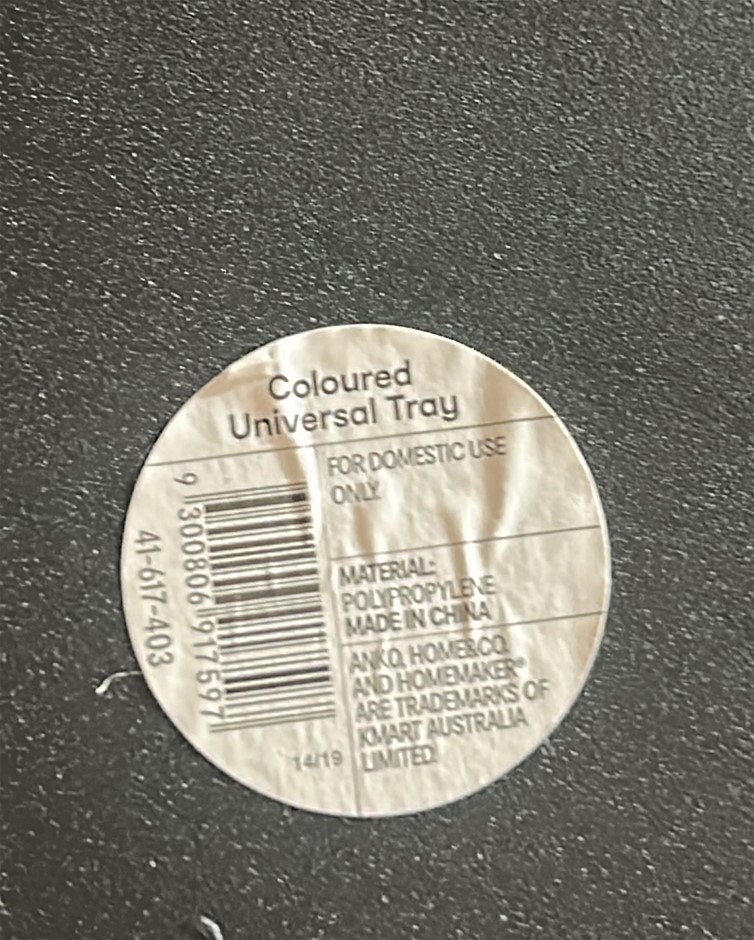 Coloured
Universal Tray
9 300806 917597
41-617-403
14/19
FOR DOMESTIC USE
ONLY.
MATERIAL:
POLYPROPYLENE
MADE IN CHINA
ANKO, HOME&CO.
AND HOMEMAKER®
ARE TRADEMARKS OF
KMART AUSTRALIA
LIMITED.